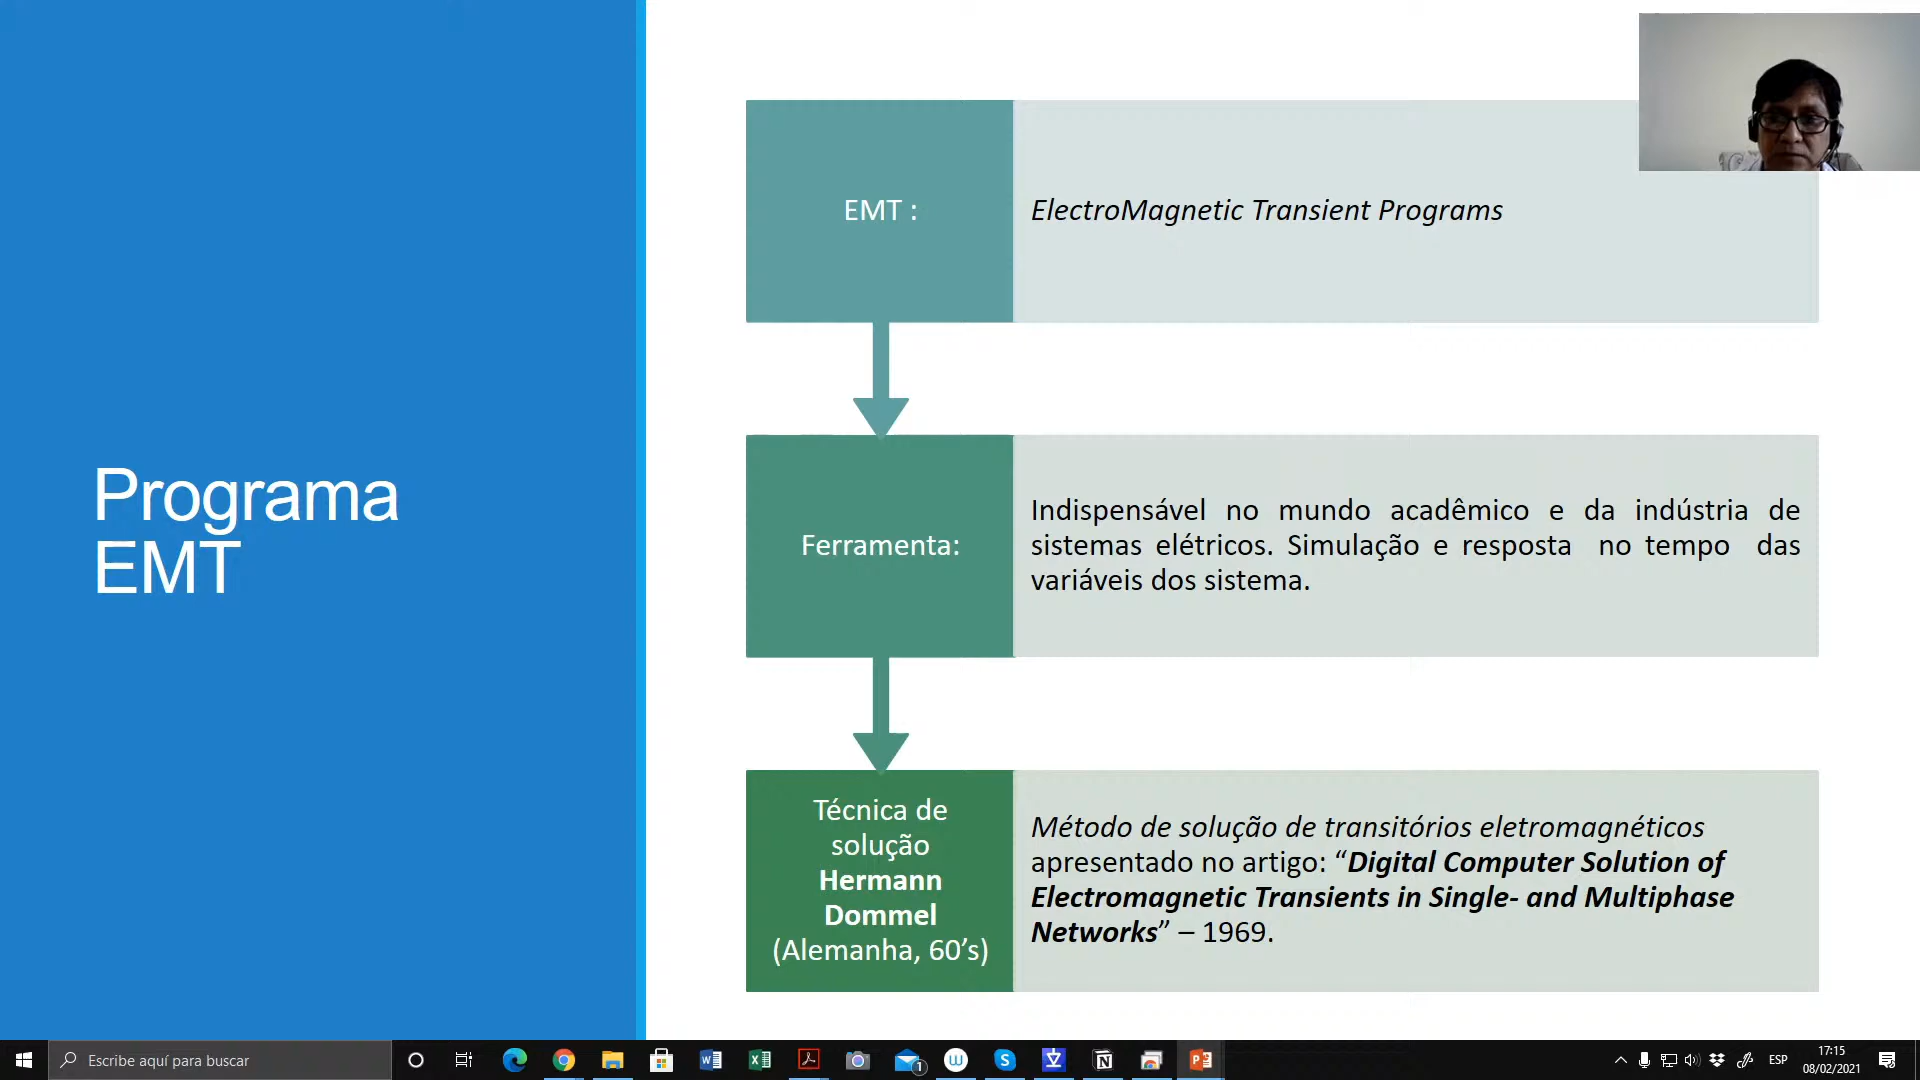 Programa
EMT
EMT :
ElectroMagnetic Transient Programs
Ferramenta:
Indispensável no mundo acadêmico e da indústria de
sistemas elétricos. Simulação e resposta no tempo das
variáveis dos sistema.
Técnica de
solução
Hermann
Dommel
(Alemanha, 60’s)
Método de solução de transitórios eletromagnéticos
apresentado no artigo: “Digital Computer Solution of
Electromagnetic Transients in Single- and Multiphase
Networks” – 1969.
Escribe aquí para buscar
1
ESP
17:15
08/02/2021